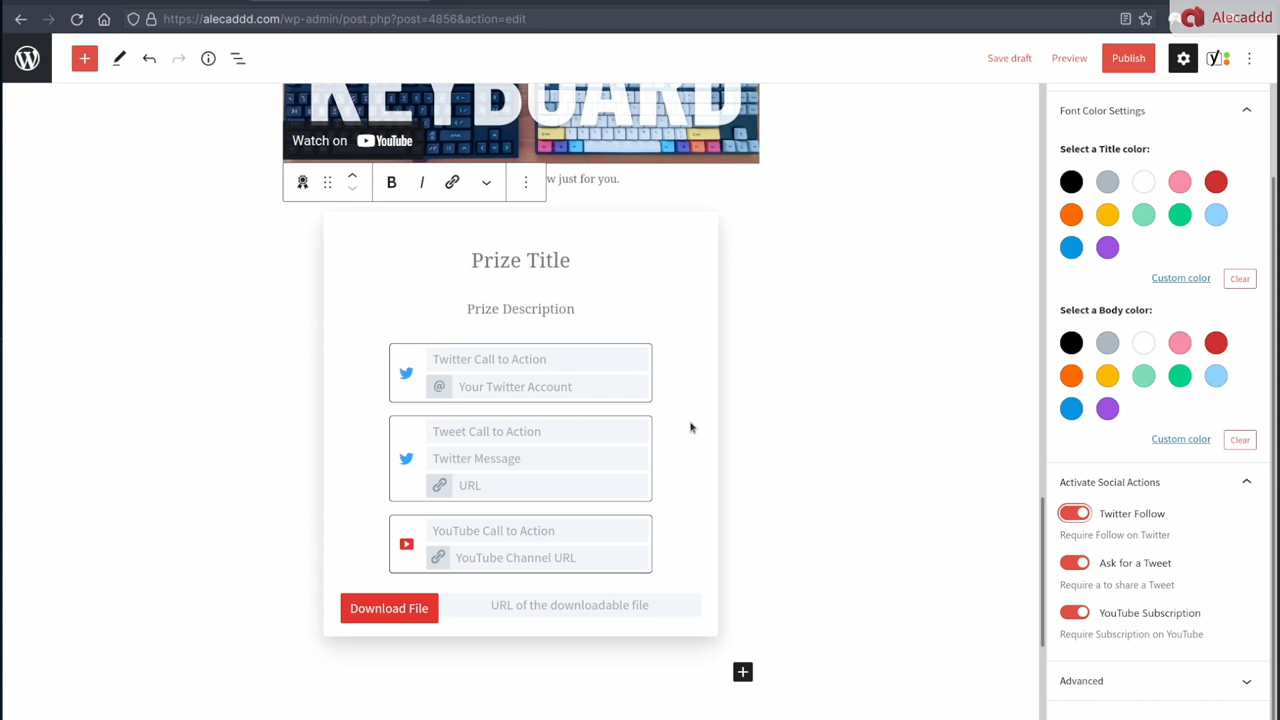 https://alecaddd.com/wp-admin/post.php?post=4856&action=edit
Alecaddd
Save draft
Preview
Publish
KEYBOARD
Watch on YouTube
B I
w just for you.
Prize Title
Prize Description
Twitter Call to Action
@ Your Twitter Account
Tweet Call to Action
Twitter Message
URL
YouTube Call to Action
YouTube Channel URL
Download File
URL of the downloadable file
Font Color Settings
Select a Title color:
Custom color
Clear
Select a Body color:
Custom color
Clear
Activate Social Actions
Twitter Follow
Require Follow on Twitter
Ask for a Tweet
Require a to share a Tweet
YouTube Subscription
Require Subscription on YouTube
Advanced